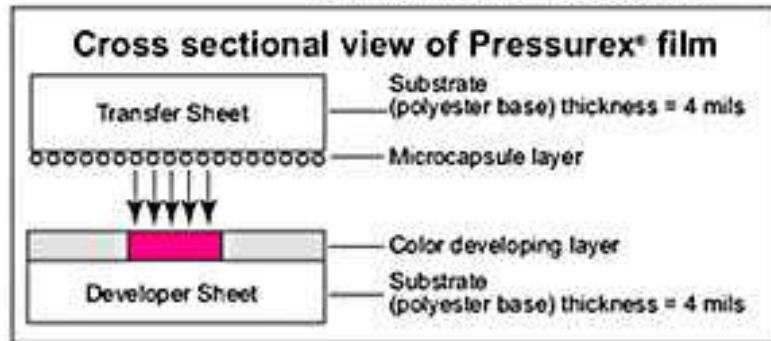 Cross sectional view of Pressurex® film
Transfer Sheet
Substrate
(polyester base) thickness = 4 mils
Microcapsule layer
Color developing layer
Developer Sheet
Substrate
(polyester base) thickness = 4 mils